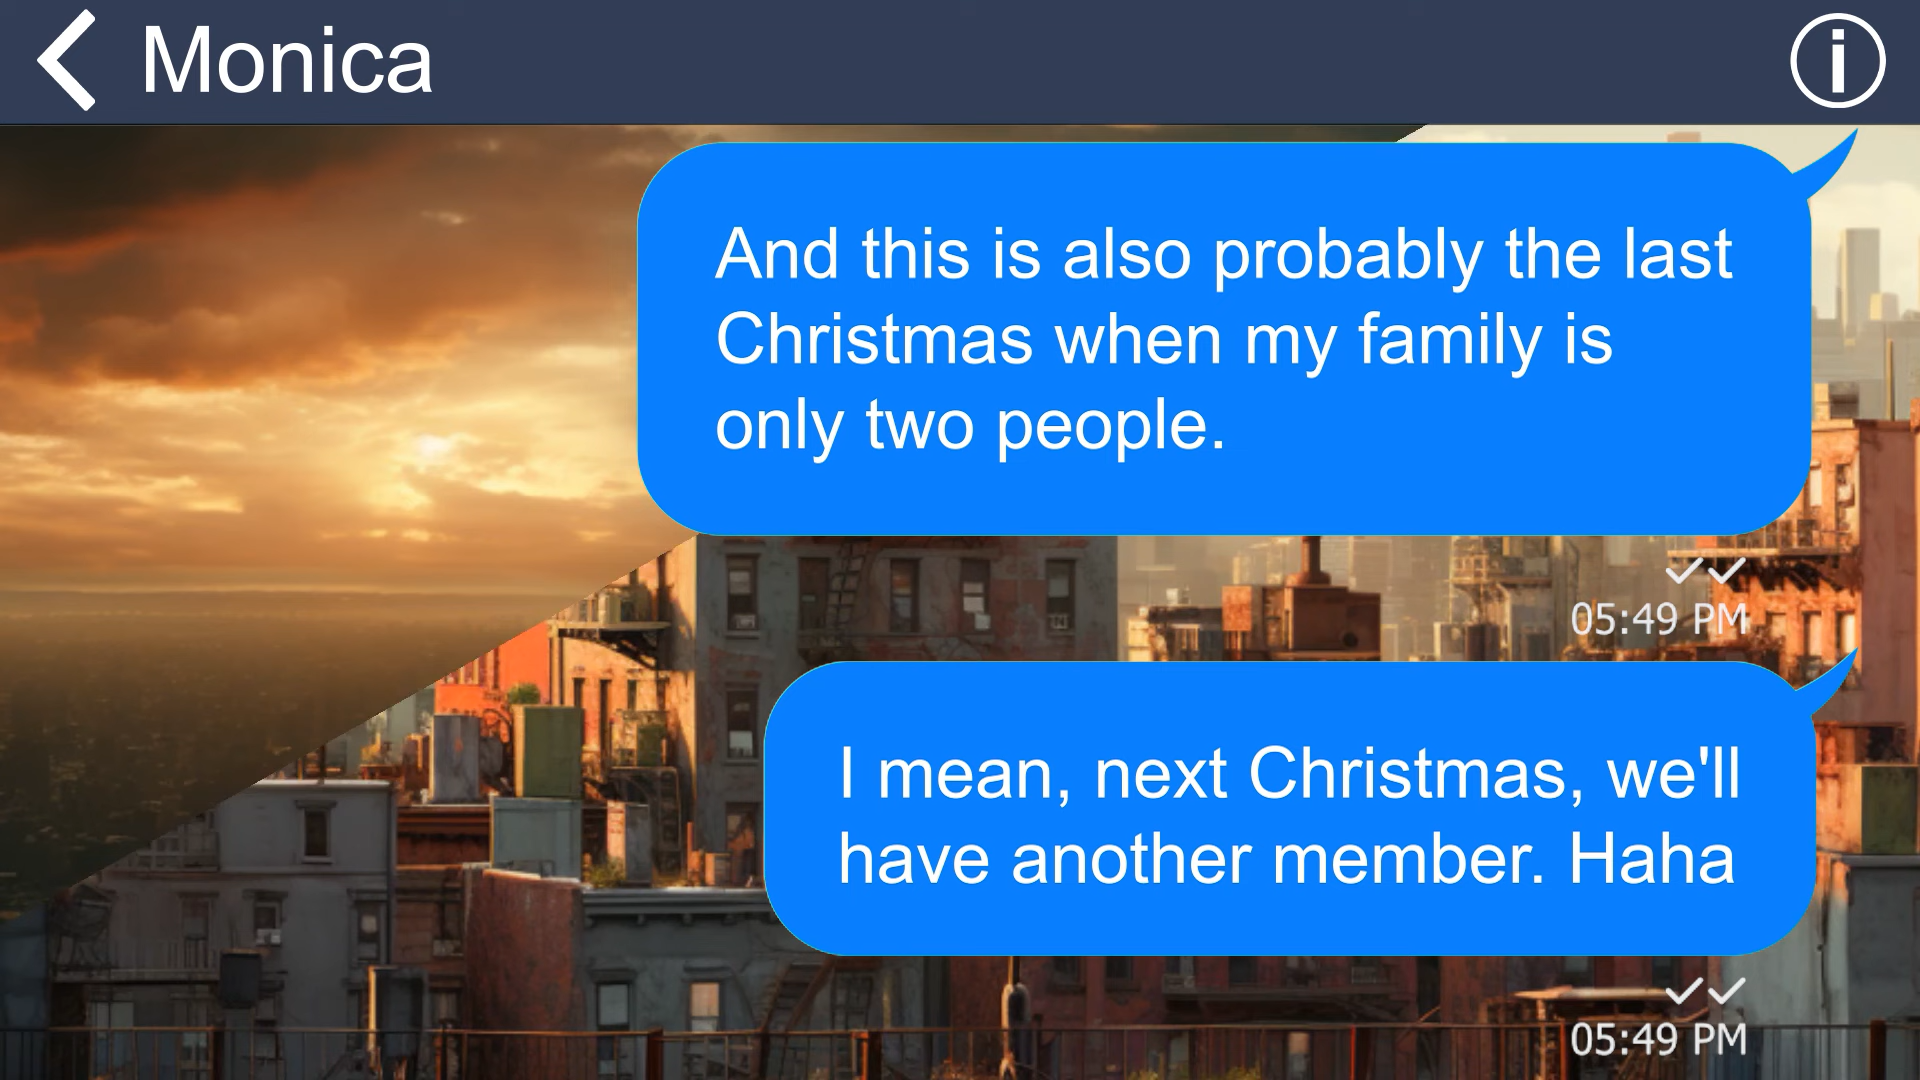 Monica
And this is also probably the last
Christmas when my family is
only two people.
05:49 PM
I mean, next Christmas, we'll
have another member. Haha
05:49 PM